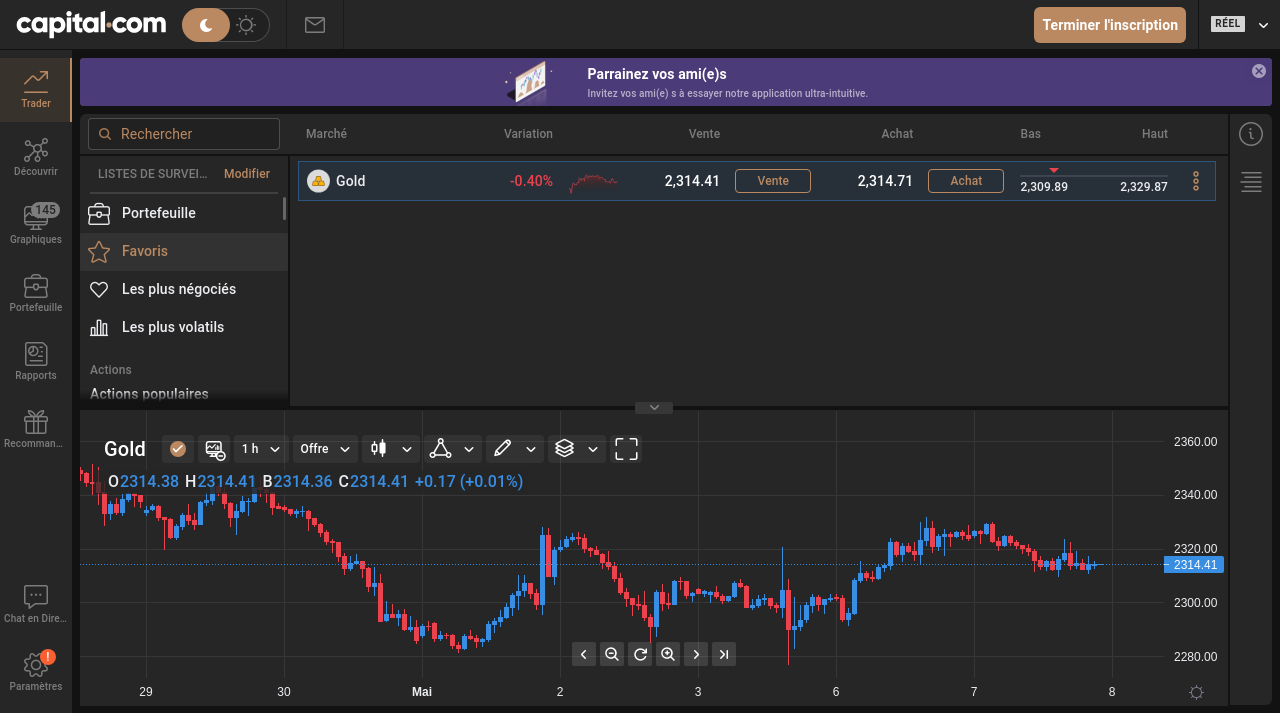 capital.com
Terminer l'inscription
RÉEL
Trader
Découvrir
145
Graphiques
Portefeuille
Rapports
Recomman...
Chat en Dire...
!
Paramètres
Parrainez vos ami(e)s
Invitez vos ami(e) s à essayer notre application ultra-intuitive.
Rechercher
Marché Variation Vente Achat Bas Haut
LISTES DE SURVEI... Modifier
Portefeuille
Favoris
Les plus négociés
Les plus volatils
Actions
Actions populaires
Gold -0.40% 2,314.41 Vente 2,314.71 Achat 2,309.89 2,329.87
Gold 1 h Offre
O2314.38 H2314.41 B2314.36 C2314.41 +0.17 (+0.01%)
2360.00
2340.00
2320.00
2314.41
2300.00
2280.00
29 30 Mai 2 3 6 7 8